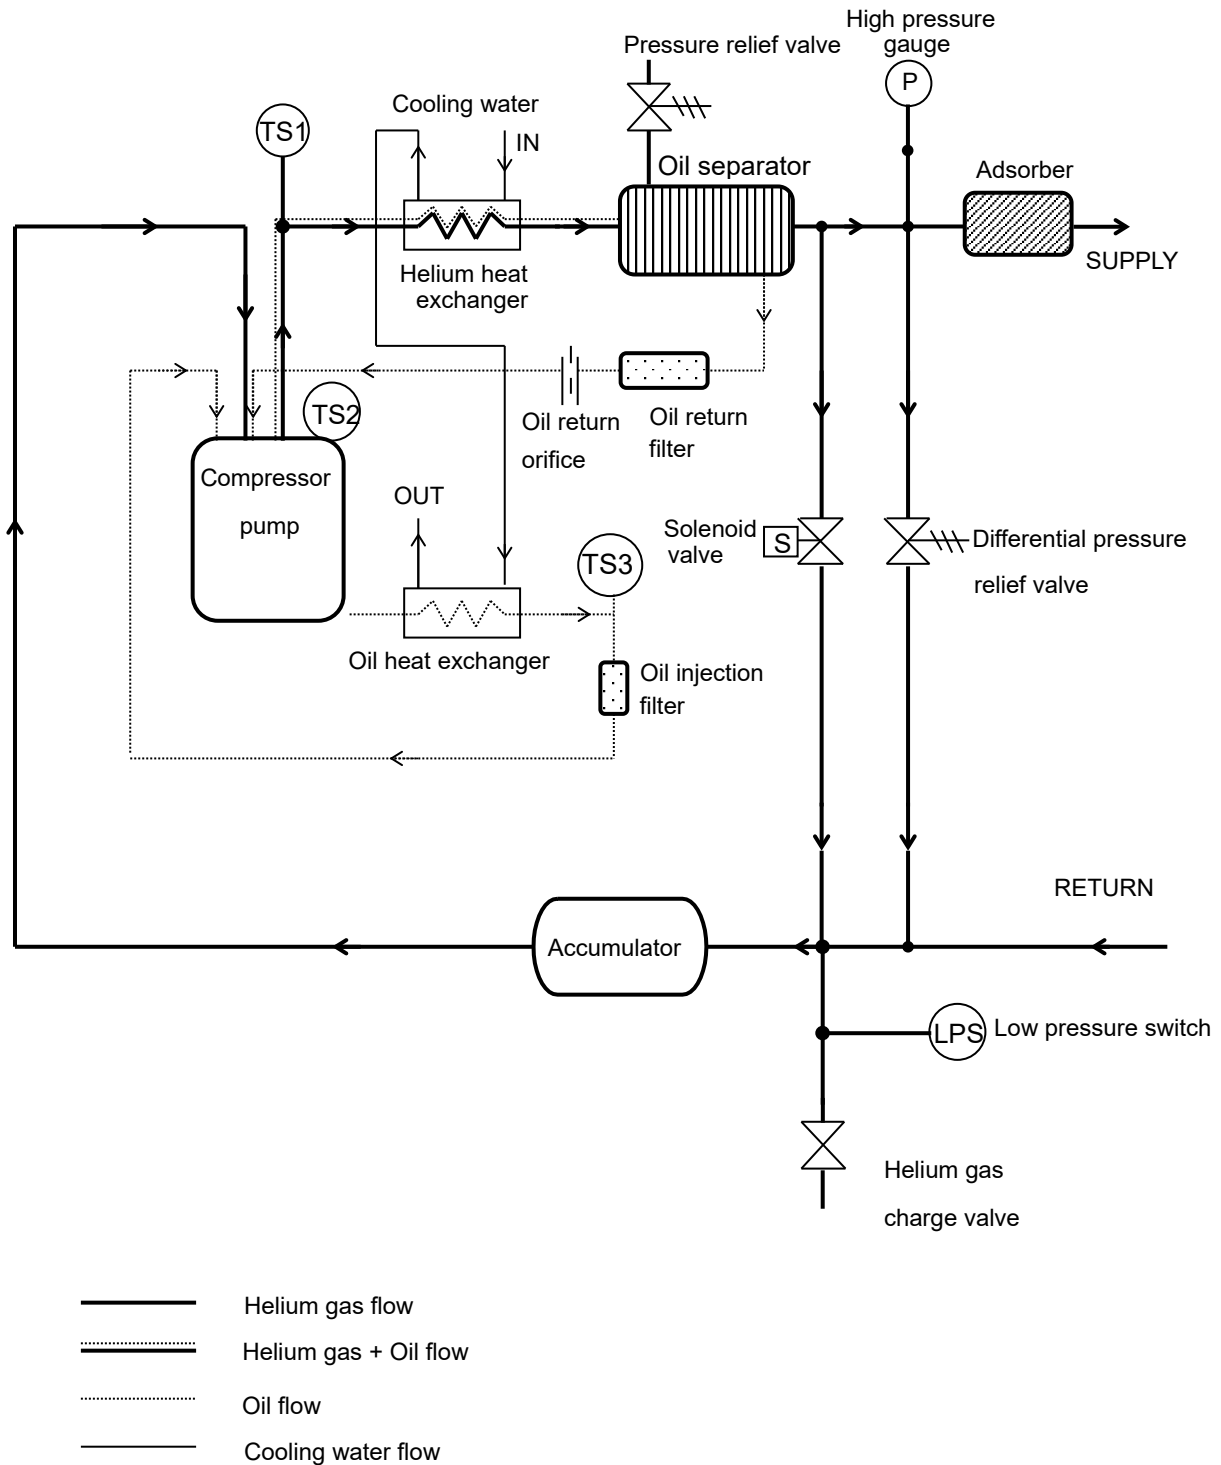 High pressure
gauge
Pressure relief valve
P
Cooling water
TS1
IN
Oil separator
Adsorber
SUPPLY
Helium heat
exchanger
TS2
Oil return
orifice
Oil return
filter
Compressor
pump
OUT
Solenoid
valve
S
Differential pressure
relief valve
TS3
Oil heat exchanger
Oil injection
filter
RETURN
Accumulator
LPS
Low pressure switch
Helium gas
charge valve
Helium gas flow
Helium gas + Oil flow
Oil flow
Cooling water flow